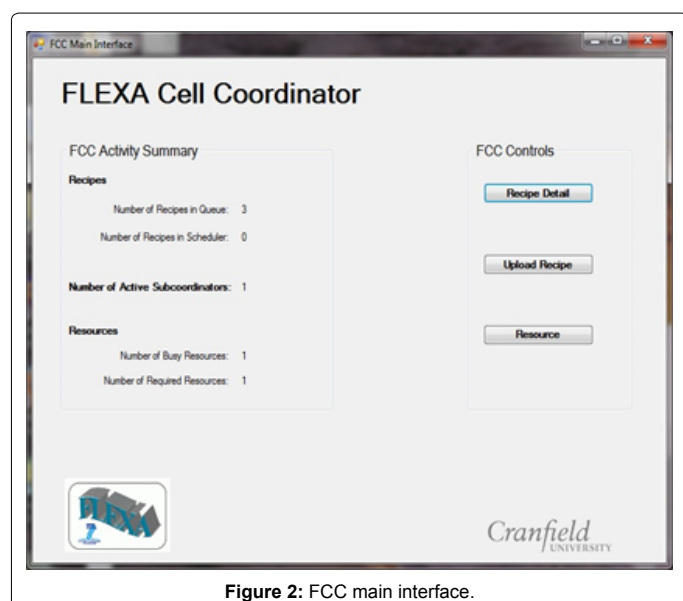 FCC Main Interface
FLEXA Cell Coordinator
FCC Activity Summary
Recipes
Number of Recipes in Queue: 3
Number of Recipes in Scheduler: 0
Number of Active Subcoordinators: 1
Resources
Number of Busy Resources: 1
Number of Required Resources: 1
FCC Controls
Recipe Detail
Upload Recipe
Resource
FLEXA
7
Cranfield
UNIVERSITY
Figure 2: FCC main interface.